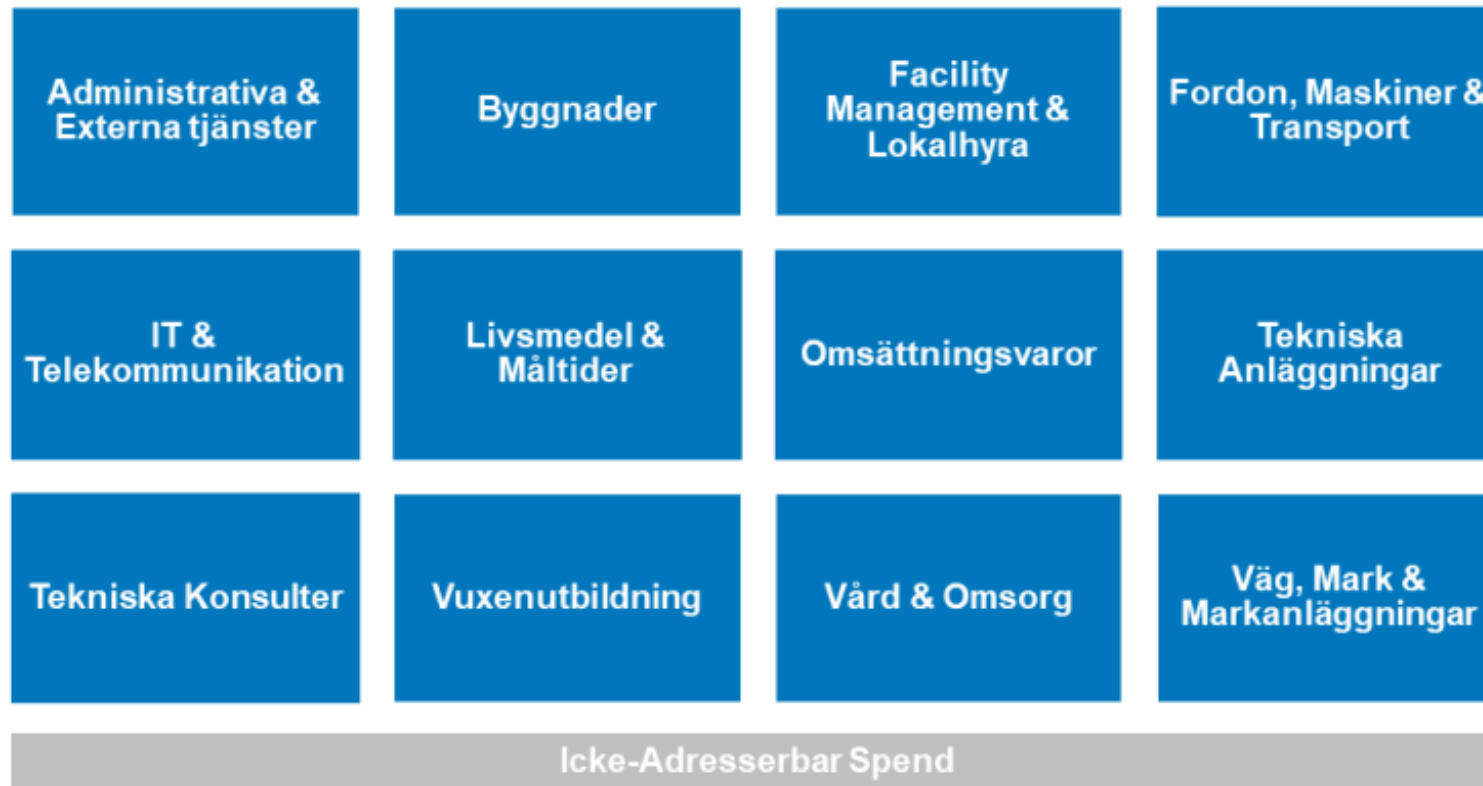 Administrativa &
Externa tjänster
Byggnader
Facility
Management &
Lokalhyra
Fordon, Maskiner &
Transport
IT &
Telekommunikation
Livsmedel &
Måltider
Omsättningsvaror
Tekniska
Anläggningar
Tekniska Konsulter
Vuxenutbildning
Vård & Omsorg
Väg, Mark &
Markanläggningar
Icke-Adresserbar Spend